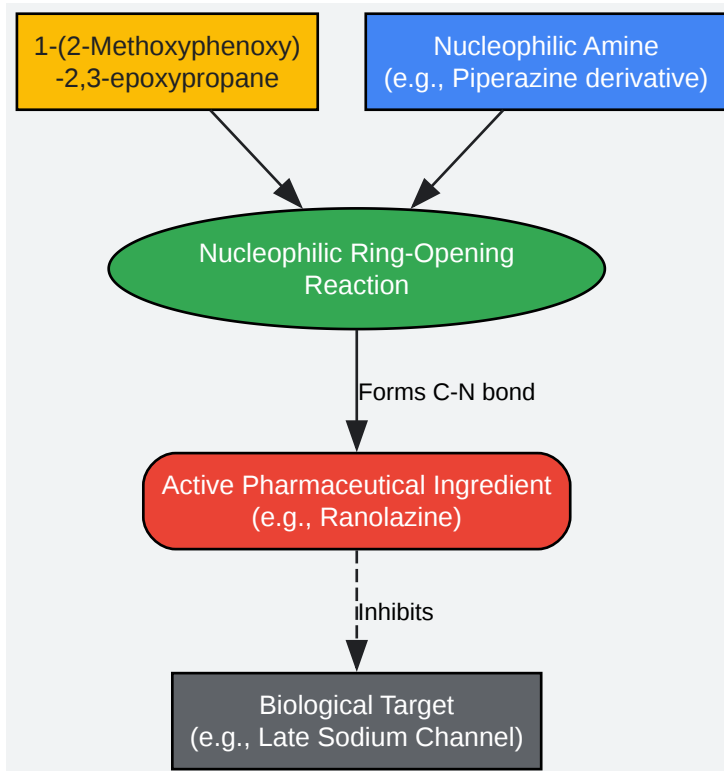 1-(2-Methoxyphenoxy)
-2,3-epoxypropane
Nucleophilic Amine
(e.g., Piperazine derivative)
Nucleophilic Ring-Opening
Reaction
Forms C-N bond
Active Pharmaceutical Ingredient
(e.g., Ranolazine)
Inhibits
Biological Target
(e.g., Late Sodium Channel)